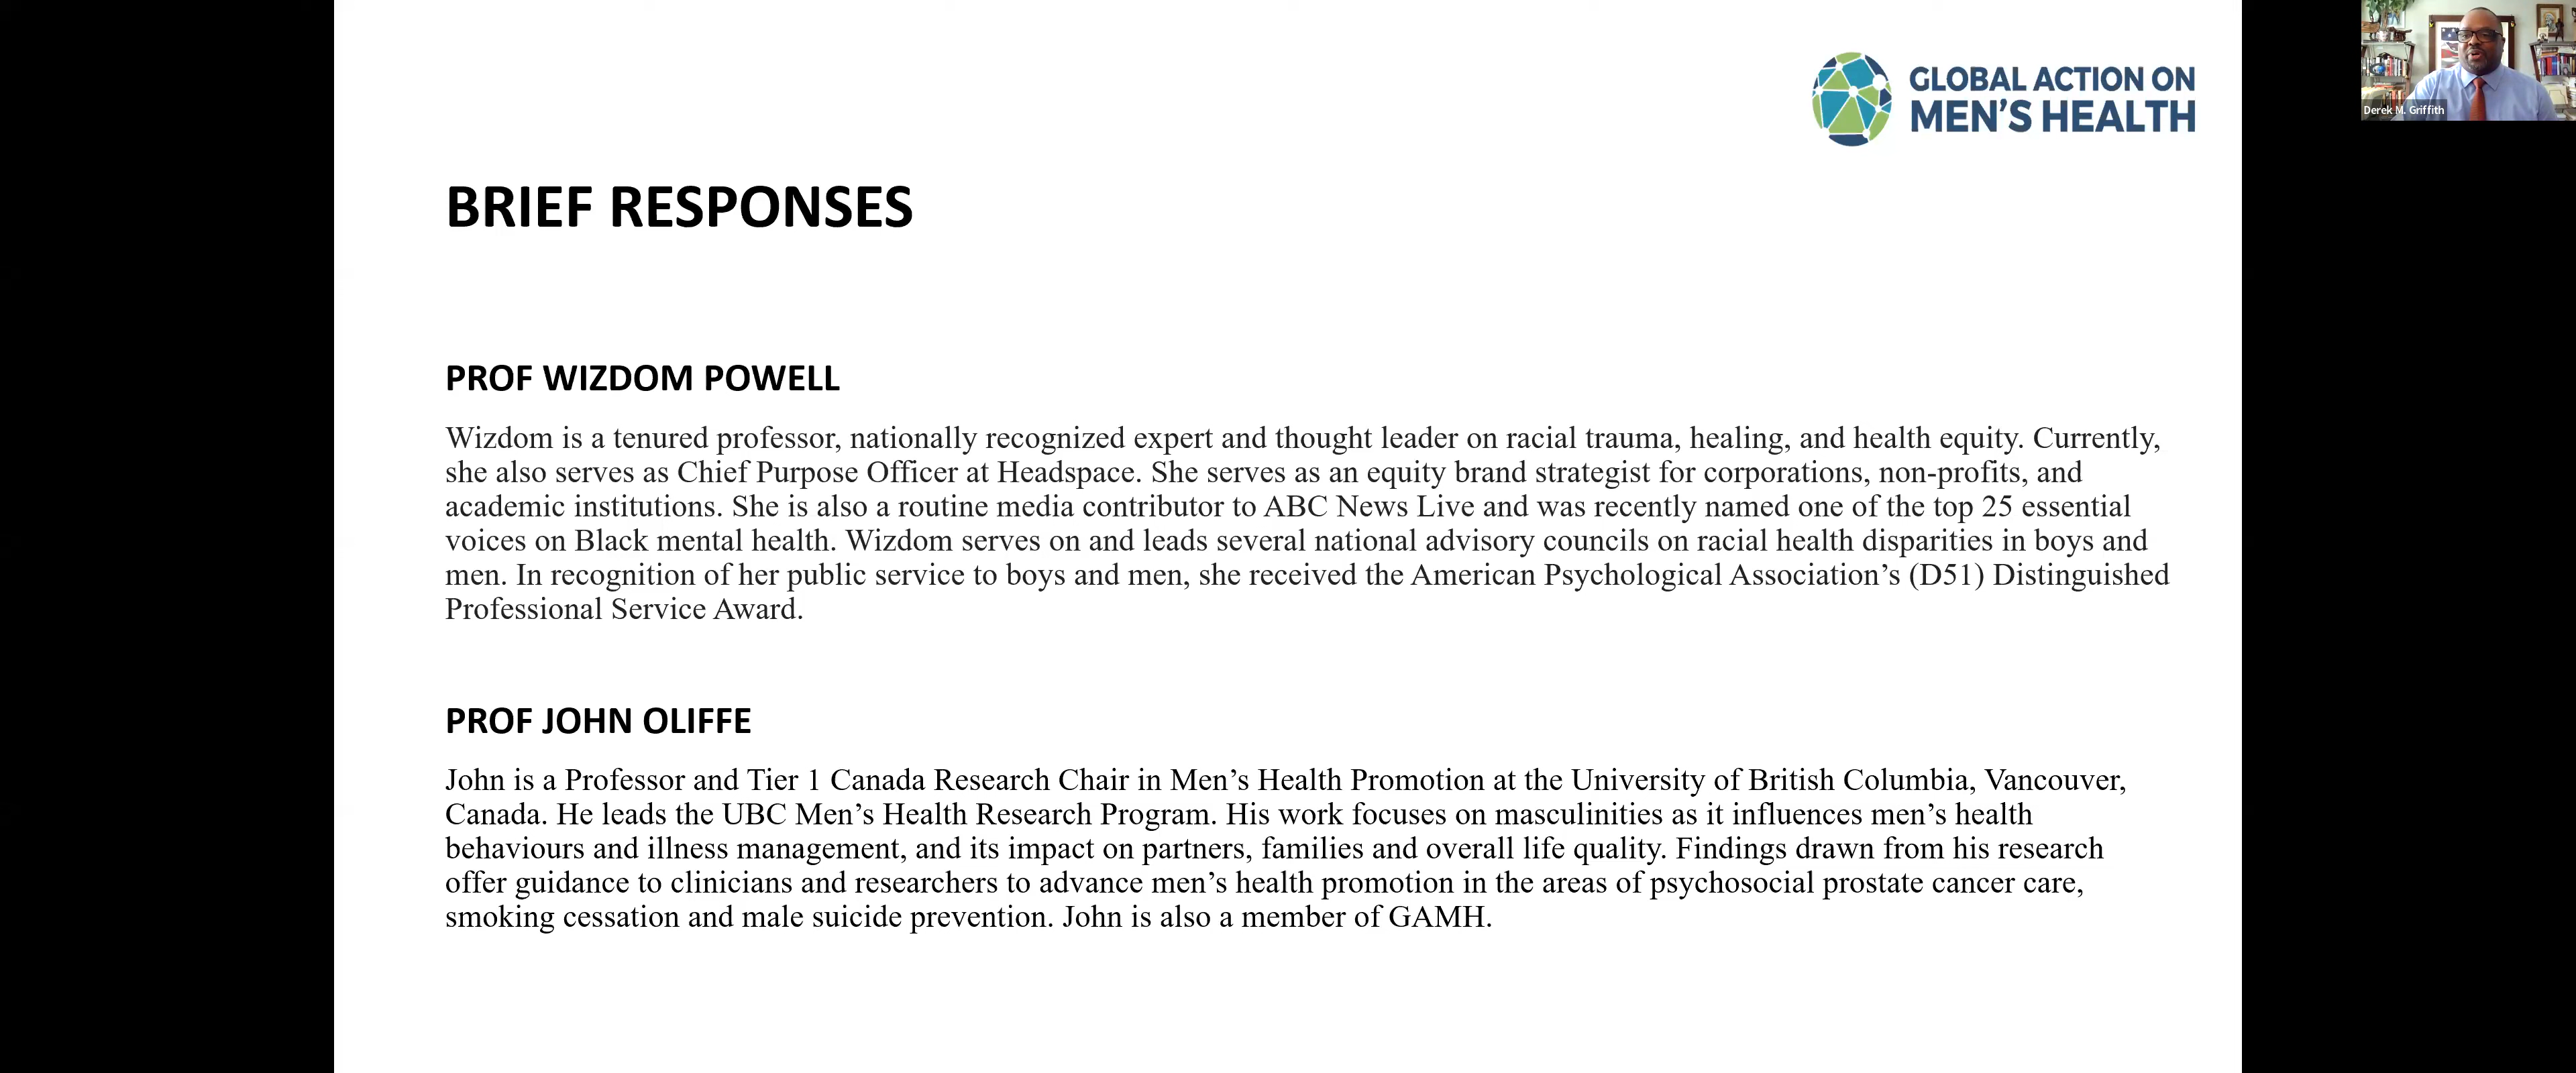 GLOBAL ACTION ON
MEN'S HEALTH
Derek M. Griffith
BRIEF RESPONSES
PROF WIZDOM POWELL
Wizdom is a tenured professor, nationally recognized expert and thought leader on racial trauma, healing, and health equity. Currently,
she also serves as Chief Purpose Officer at Headspace. She serves as an equity brand strategist for corporations, non-profits, and
academic institutions. She is also a routine media contributor to ABC News Live and was recently named one of the top 25 essential
voices on Black mental health. Wizdom serves on and leads several national advisory councils on racial health disparities in boys and
men. In recognition of her public service to boys and men, she received the American Psychological Association’s (D51) Distinguished
Professional Service Award.
PROF JOHN OLIFFE
John is a Professor and Tier 1 Canada Research Chair in Men’s Health Promotion at the University of British Columbia, Vancouver,
Canada. He leads the UBC Men’s Health Research Program. His work focuses on masculinities as it influences men’s health
behaviours and illness management, and its impact on partners, families and overall life quality. Findings drawn from his research
offer guidance to clinicians and researchers to advance men’s health promotion in the areas of psychosocial prostate cancer care,
smoking cessation and male suicide prevention. John is also a member of GAMH.